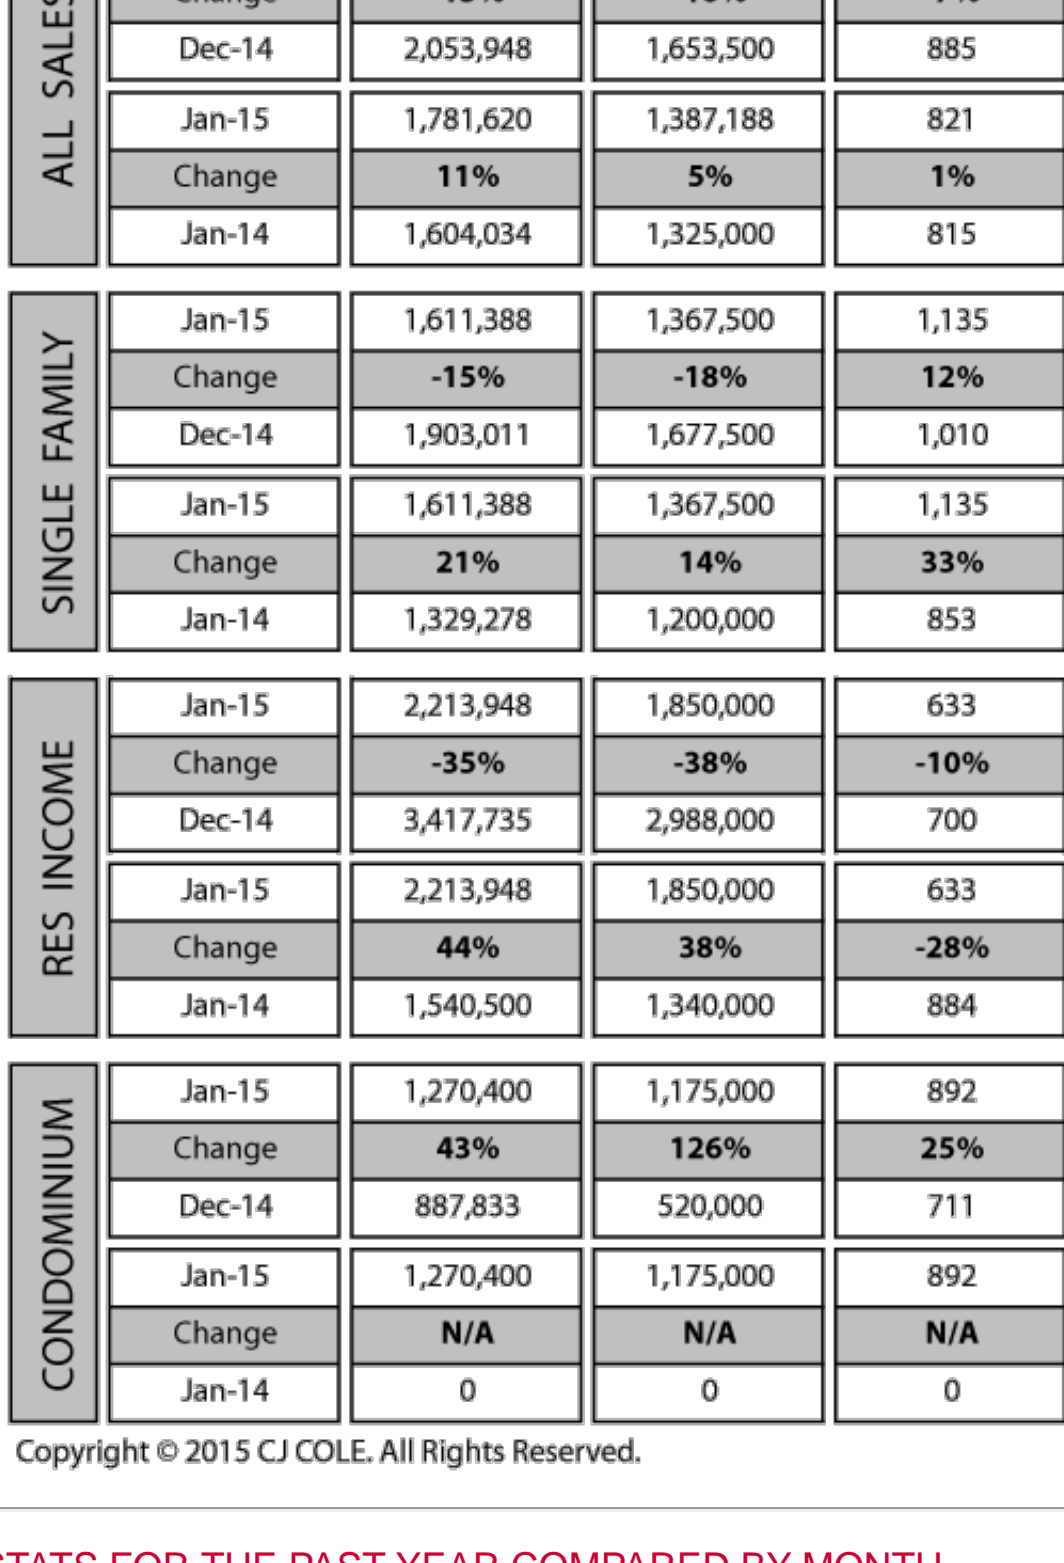 ALL SALES
Change
Dec-14 2,053,948 1,653,500 885
Jan-15 1,781,620 1,387,188 821
Change 11% 5% 1%
Jan-14 1,604,034 1,325,000 815
SINGLE FAMILY
Jan-15 1,611,388 1,367,500 1,135
Change -15% -18% 12%
Dec-14 1,903,011 1,677,500 1,010
Jan-15 1,611,388 1,367,500 1,135
Change 21% 14% 33%
Jan-14 1,329,278 1,200,000 853
RES INCOME
Jan-15 2,213,948 1,850,000 633
Change -35% -38% -10%
Dec-14 3,417,735 2,988,000 700
Jan-15 2,213,948 1,850,000 633
Change 44% 38% -28%
Jan-14 1,540,500 1,340,000 884
CONDOMINIUM
Jan-15 1,270,400 1,175,000 892
Change 43% 126% 25%
Dec-14 887,833 520,000 711
Jan-15 1,270,400 1,175,000 892
Change N/A N/A N/A
Jan-14 0 0 0
Copyright © 2015 CJ COLE. All Rights Reserved.
STATS FOR THE PAST YEAR COMPARED BY MONTH